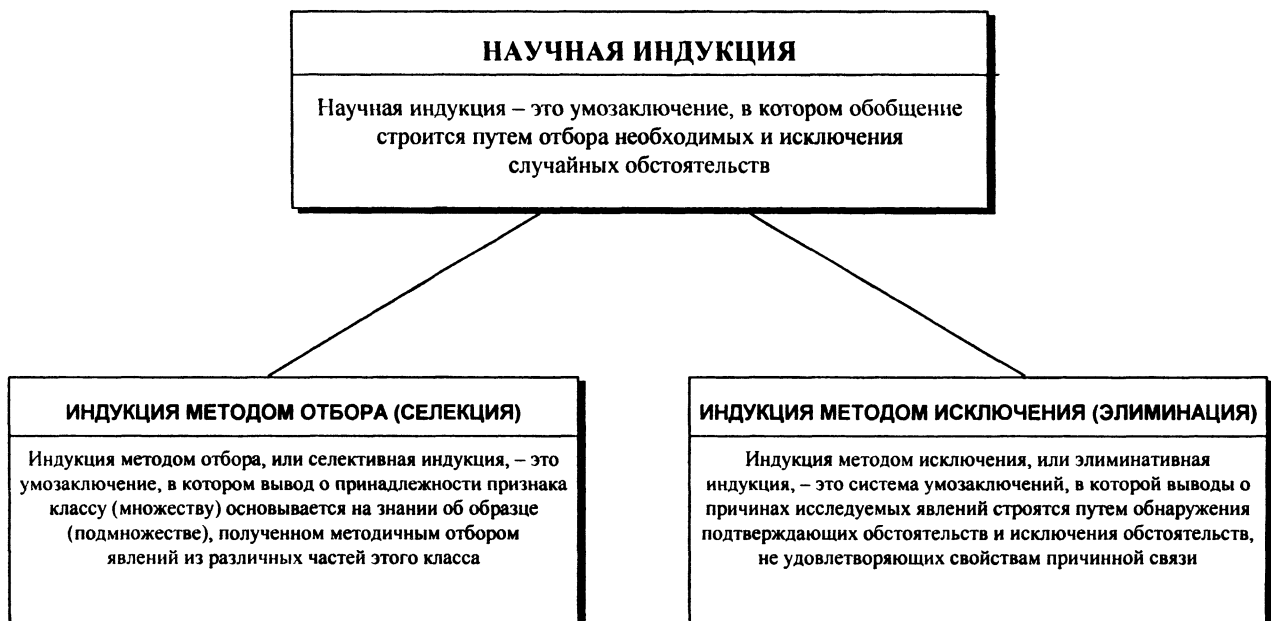 НАУЧНАЯ ИНДУКЦИЯ
Научная индукция – это умозаключение, в котором обобщение
строится путем отбора необходимых и исключения
случайных обстоятельств
ИНДУКЦИЯ МЕТОДОМ ОТБОРА (СЕЛЕКЦИЯ)
Индукция методом отбора, или селективная индукция, – это
умозаключение, в котором вывод о принадлежности признака
классу (множеству) основывается на знании об образце
(подмножестве), полученном методичным отбором
явлений из различных частей этого класса
ИНДУКЦИЯ МЕТОДОМ ИСКЛЮЧЕНИЯ (ЭЛИМИНАЦИЯ)
Индукция методом исключения, или элиминативная
индукция, – это система умозаключений, в которой выводы о
причинах исследуемых явлений строятся путем обнаружения
подтверждающих обстоятельств и исключения обстоятельств,
не удовлетворяющих свойствам причинной связи